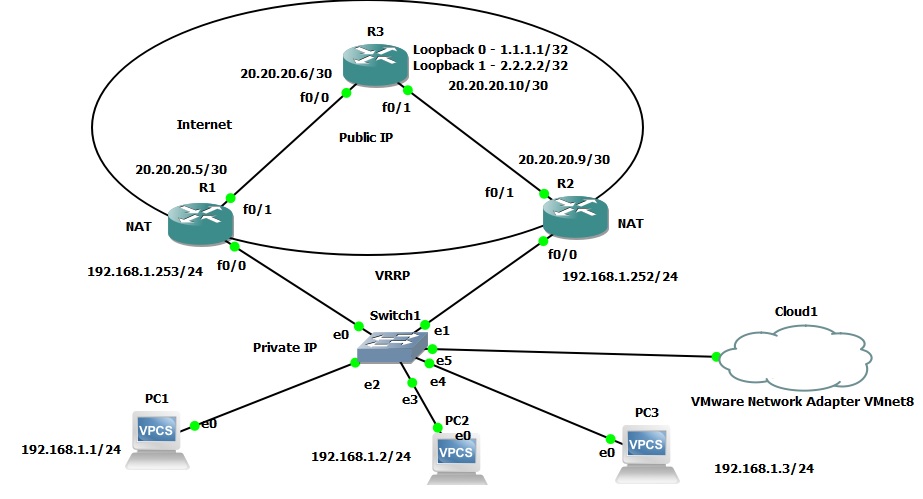 R3
Loopback 0 - 1.1.1.1/32
Loopback 1 - 2.2.2.2/32
20.20.20.6/30
20.20.20.10/30
f0/0
f0/1
Internet
Public IP
20.20.20.5/30
20.20.20.9/30
R1
R2
f0/1
f0/1
NAT
NAT
f0/0
f0/0
192.168.1.253/24
VRRP
192.168.1.252/24
Switch1
Cloud1
e0
e1
Private IP
e5
e4
e2
e3
VMware Network Adapter VMnet8
PC1
PC2
PC3
e0
e0
e0
VPCS
VPCS
VPCS
192.168.1.1/24
192.168.1.2/24
192.168.1.3/24